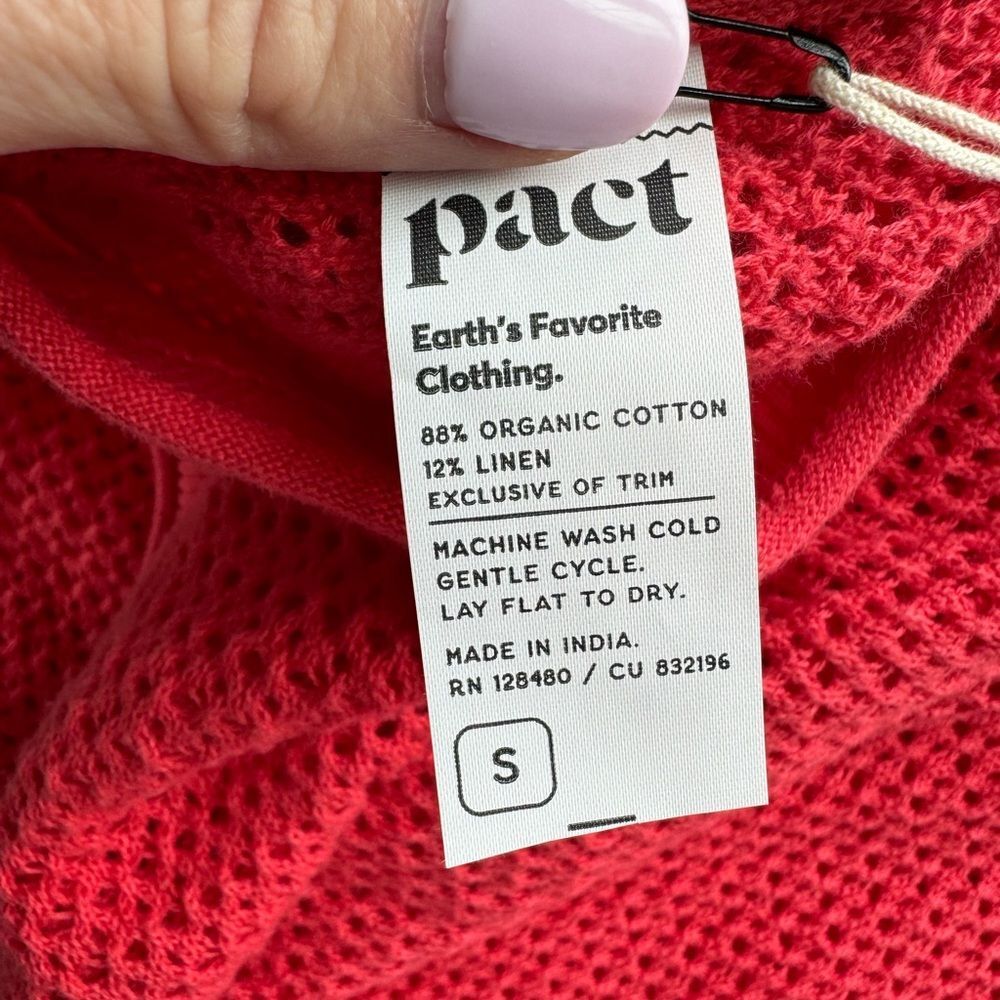 pact
Earth's Favorite
Clothing.
88% ORGANIC COTTON
12% LINEN
EXCLUSIVE OF TRIM
MACHINE WASH COLD
GENTLE CYCLE.
LAY FLAT TO DRY.
MADE IN INDIA.
RN 128480 / CU 832196
S